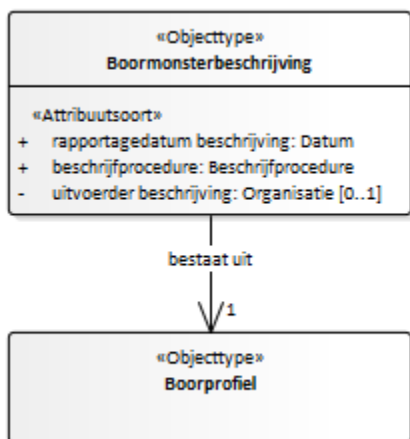 «Objecttype»
Boormonsterbeschrijving
«Attribuutsoort»
+ rapportagedatum beschrijving: Datum
+ beschrijfprocedure: Beschrijfprocedure
- uitvoerder beschrijving: Organisatie [0..1]
bestaat uit
1
«Objecttype»
Boorprofiel